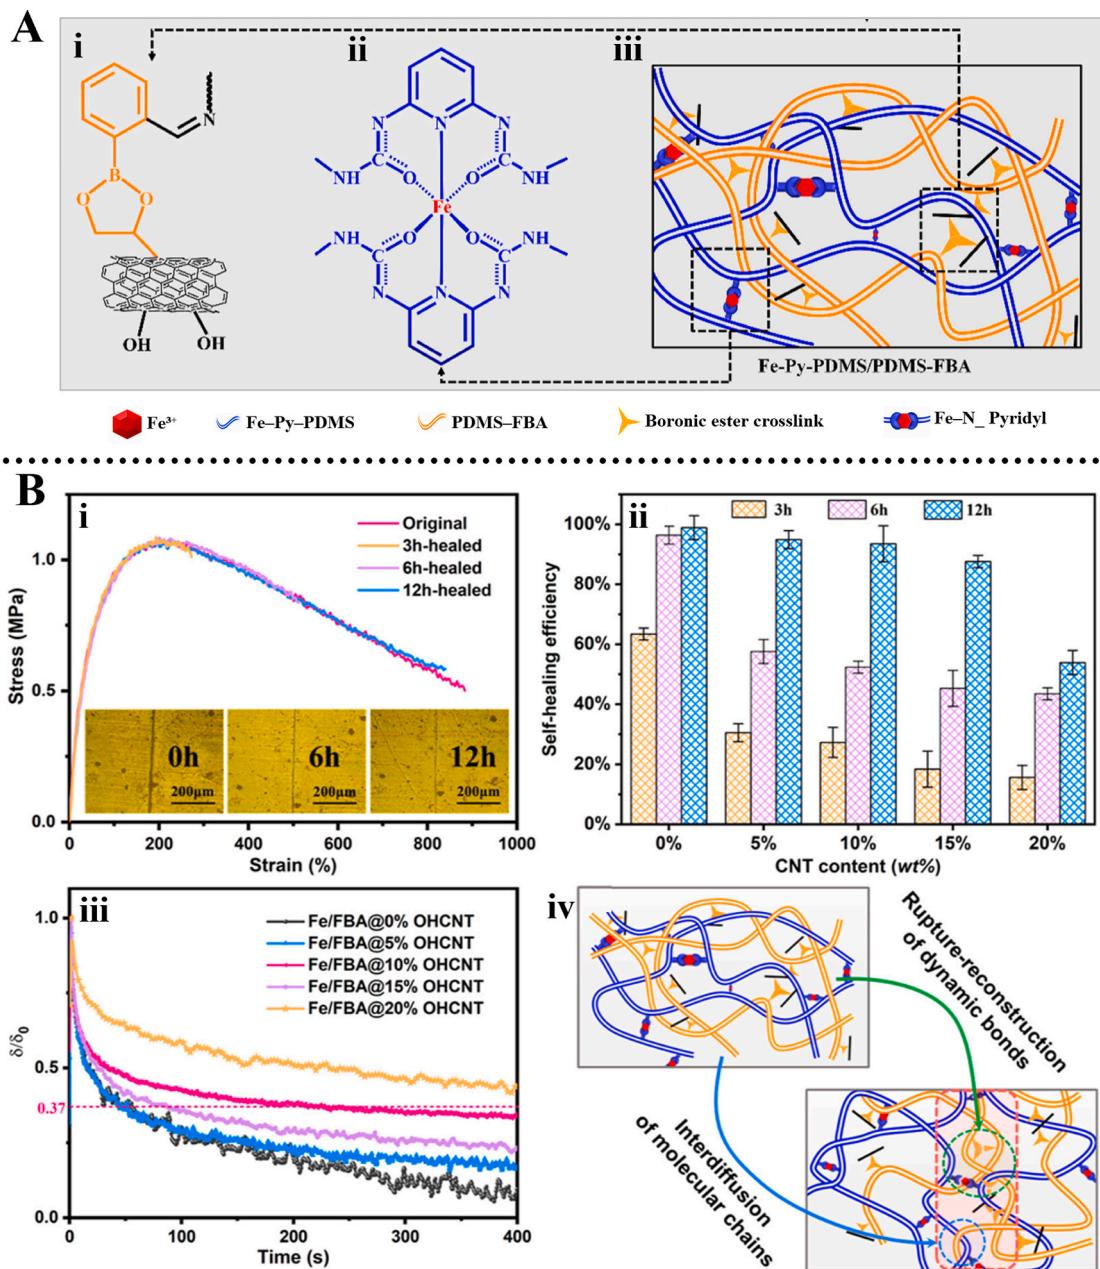 A
i
ii
iii
N
B
O
O
OH
OH
N
N
N
C
C
NH
O
O
NH
Fe
NH
O
O
NH
C
C
N
N
N
Fe-Py-PDMS/PDMS-FBA
Fe³⁺
Fe–Py–PDMS
PDMS–FBA
Boronic ester crosslink
Fe–N_ Pyridyl
B
i
Original
3h-healed
6h-healed
12h-healed
Stress (MPa)
1.0
0.5
0.0
0h
200μm
6h
200μm
12h
200μm
0
200
400
600
800
1000
Strain (%)
ii
3h
6h
12h
Self-healing efficiency
100%
80%
60%
40%
20%
0%
0%
5%
10%
15%
20%
CNT content (wt%)
iii
Fe/FBA@0% OHCNT
Fe/FBA@5% OHCNT
Fe/FBA@10% OHCNT
Fe/FBA@15% OHCNT
Fe/FBA@20% OHCNT
δ/δ₀
1.0
0.5
0.37
0.0
0
100
200
300
400
Time (s)
iv
Rupture-reconstruction
of dynamic bonds
Interdiffusion
of molecular chains